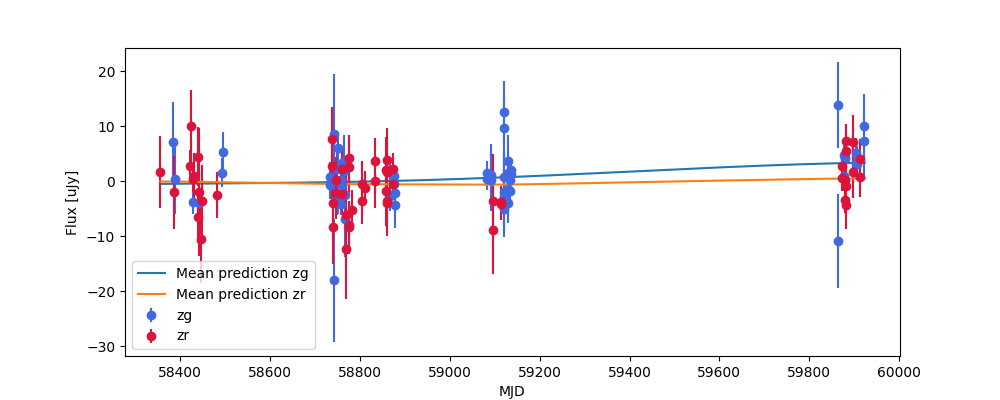 20
10
0
−10
−20
−30
Flux [uJy]
Mean prediction zg
Mean prediction zr
zg
zr
58400 58600 58800 59000 59200 59400 59600 59800 60000
MJD